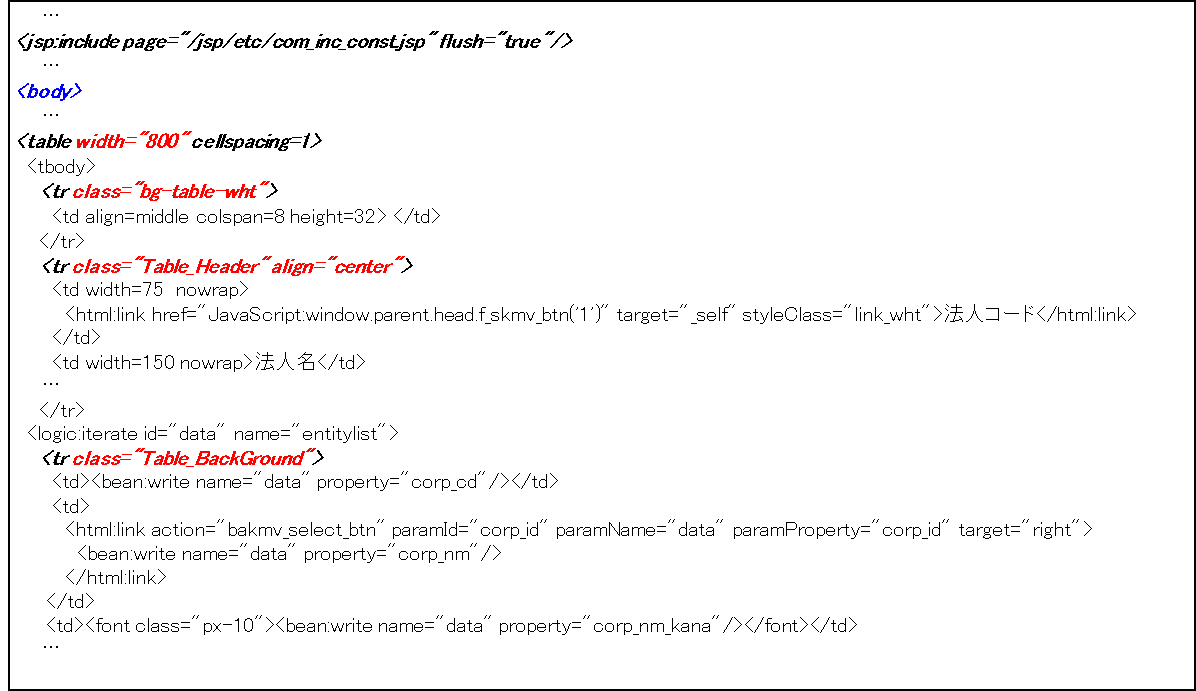 …
<jsp:include page="/jsp/etc/com_inc_const.jsp" flush="true"/>
…
<body>
…
<table width="800" cellspacing=1>
<tbody>
<tr class="bg-table-wht">
<td align=middle colspan=8 height=32> </td>
</tr>
<tr class="Table_Header" align="center">
<td width=75 nowrap>
<html:link href="JavaScript:window.parent.head.f_skmv_btn('1')" target="_self" styleClass="link_wht">法人コード</html:link>
</td>
<td width=150 nowrap>法人名</td>
…
</tr>
<logic:iterate id="data" name="entitylist">
<tr class="Table_BackGround">
<td><bean:write name="data" property="corp_cd"/></td>
<td>
<html:link action="bakmv_select_btn" paramId="corp_id" paramName="data" paramProperty="corp_id" target="right">
<bean:write name="data" property="corp_nm"/>
</html:link>
</td>
<td><font class="px-10"><bean:write name="data" property="corp_nm_kana"/></font></td>
…